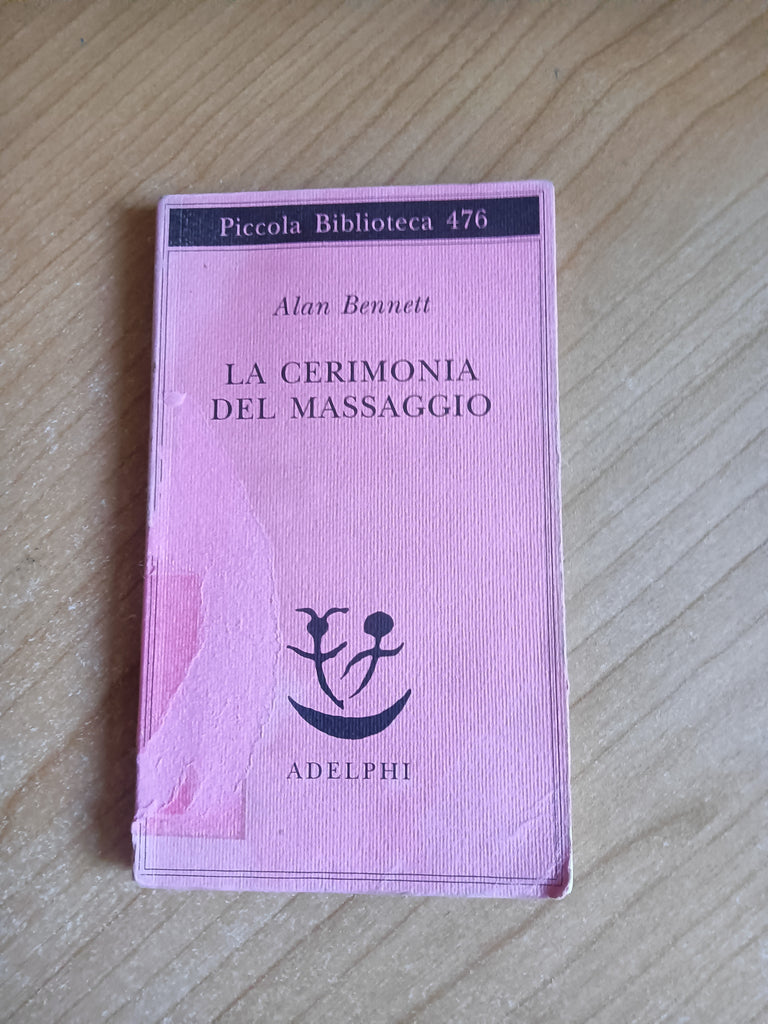 Piccola Biblioteca 476
Alan Bennett
LA CERIMONIA
DEL MASSAGGIO
ADELPHI